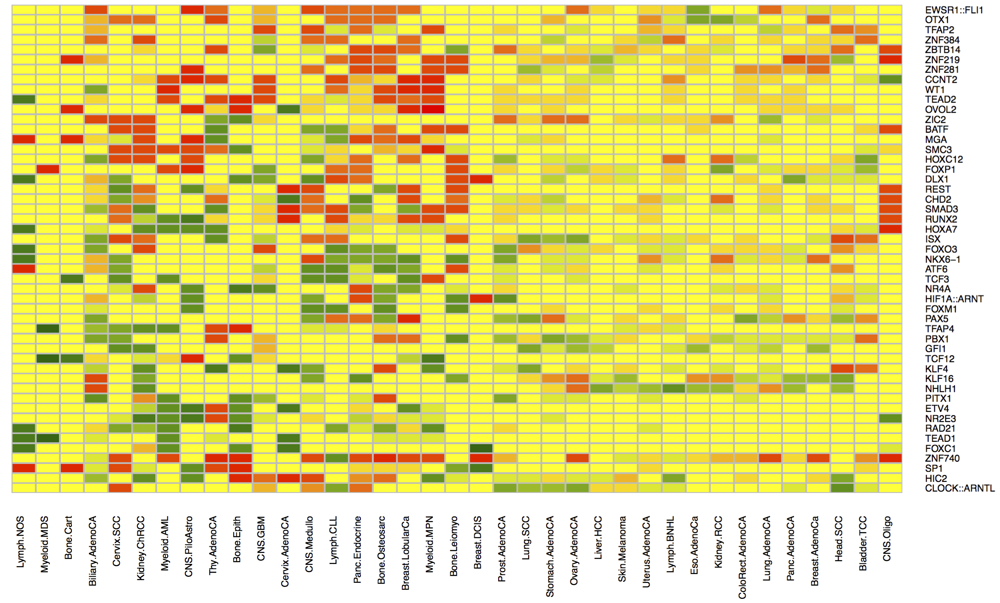 EWSR1::FLI1
OTX1
TFAP2
ZNF384
ZBTB14
ZNF219
ZNF281
CCNT2
WT1
TEAD2
OVOL2
ZIC2
BATF
MGA
SMC3
HOXC12
FOXP1
DLX1
REST
CHD2
SMAD3
RUNX2
HOXA7
ISX
FOXO3
NKX6−1
ATF6
TCF3
NR4A
HIF1A::ARNT
FOXM1
PAX5
TFAP4
PBX1
GFI1
TCF12
KLF4
KLF16
NHLH1
PITX1
ETV4
NR2E3
RAD21
TEAD1
FOXC1
ZNF740
SP1
HIC2
CLOCK::ARNTL
Lymph.NOS
Myeloid.MDS
Bone.Cart
Biliary.AdenoCA
Cervix.SCC
Kidney.ChRCC
Myeloid.AML
CNS.PiloAstro
Thy.AdenoCA
Bone.Epith
CNS.GBM
Cervix.AdenoCA
CNS.Medullo
Lymph.CLL
Panc.Endocrine
Bone.Osteosarc
Breast.LobularCa
Myeloid.MPN
Bone.Leiomyo
Breast.DCIS
Prost.AdenoCA
Lung.SCC
Stomach.AdenoCA
Ovary.AdenoCA
Liver.HCC
Skin.Melanoma
Uterus.AdenoCA
Lymph.BNHL
Eso.AdenoCa
Kidney.RCC
ColoRect.AdenoCA
Lung.AdenoCA
Panc.AdenoCA
Breast.AdenoCa
Head.SCC
Bladder.TCC
CNS.Oligo